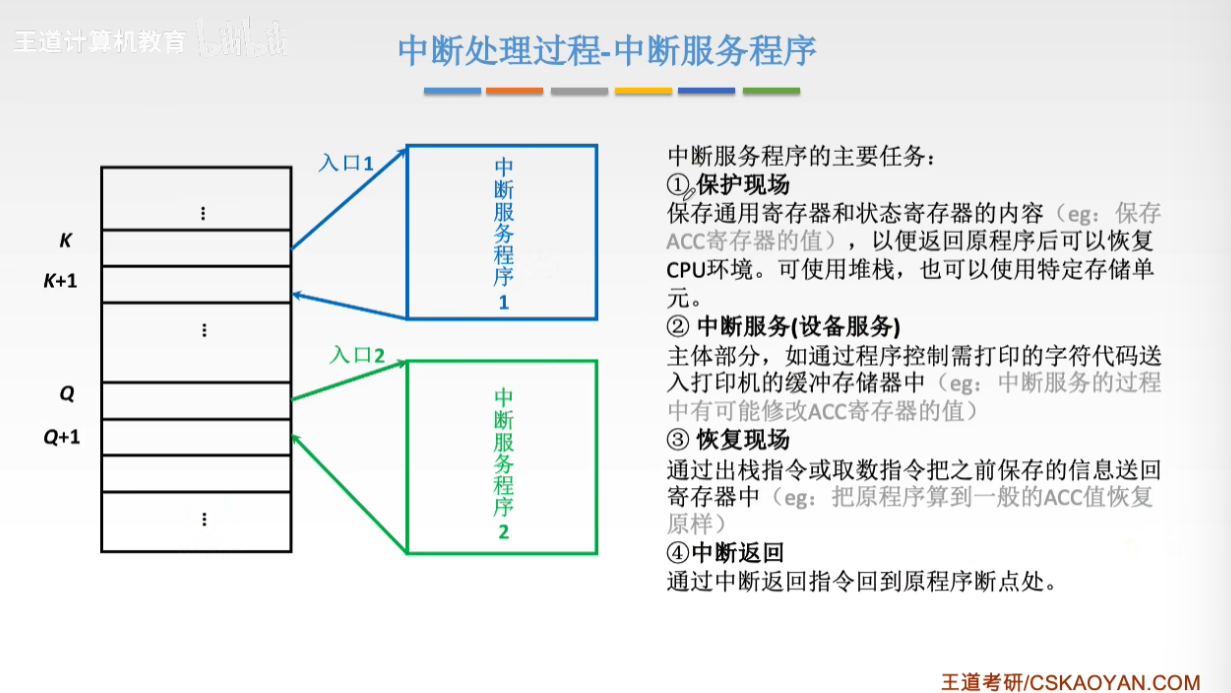 王道计算机教育 bilibili
中断处理过程-中断服务程序
入口1
中断服务程序1
K
K+1
入口2
Q
Q+1
中断服务程序2
中断服务程序的主要任务：
①保护现场
保存通用寄存器和状态寄存器的内容（eg：保存
ACC寄存器的值），以便返回原程序后可以恢复
CPU环境。可使用堆栈，也可以使用特定存储单
元。
② 中断服务(设备服务)
主体部分，如通过程序控制需打印的字符代码送
入打印机的缓冲存储器中（eg：中断服务的过程
中有可能修改ACC寄存器的值）
③ 恢复现场
通过出栈指令或取数指令把之前保存的信息送回
寄存器中（eg：把原程序算到一般的ACC值恢复
原样）
④中断返回
通过中断返回指令回到原程序断点处。
王道考研/CSKAOYAN.COM